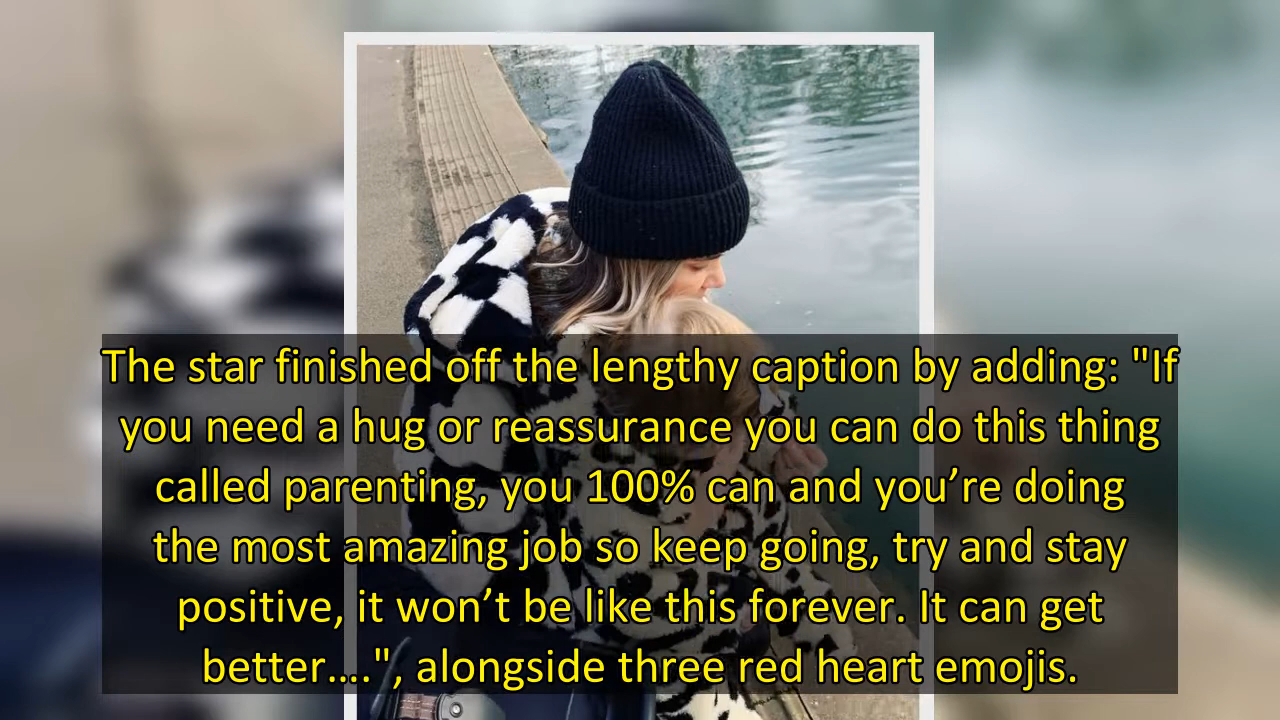 The star finished off the lengthy caption by adding: "If
you need a hug or reassurance you can do this thing
called parenting, you 100% can and you’re doing
the most amazing job so keep going, try and stay
positive, it won’t be like this forever. It can get
better....", alongside three red heart emojis.